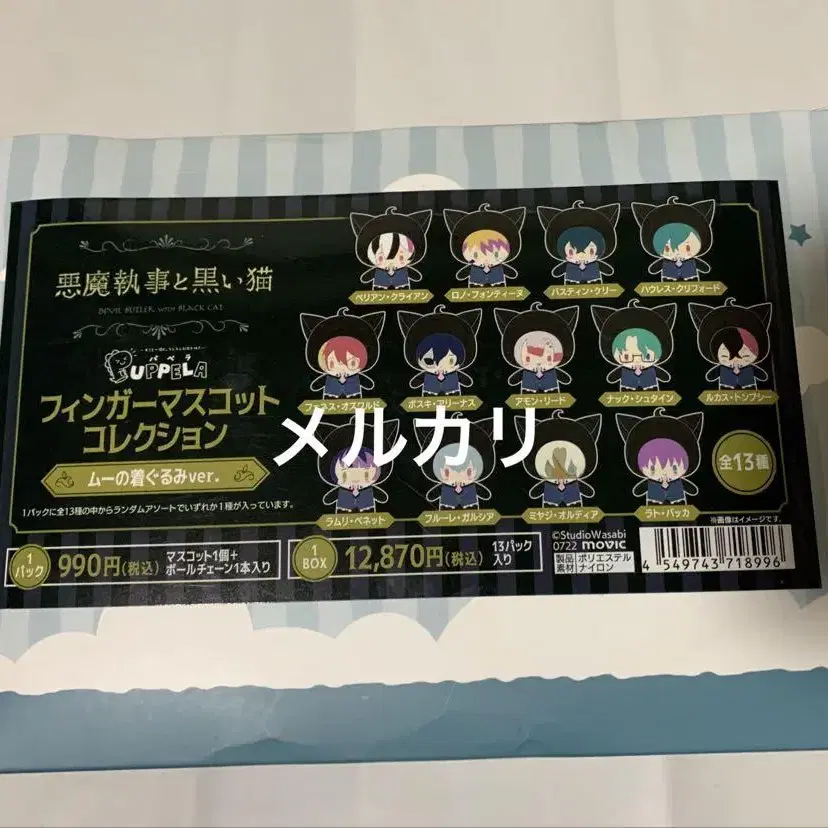 悪魔執事と黒い猫
DEVIL BUTLER WITH BLACK CAT
パペラ
PUPPELA
フィンガーマスコット
コレクション
ムーの着ぐるみver.
1パックに全13種の中からランダムアソートでいずれか1種が入っています。
ベリアン・クライアン
ロノ・フォンティーヌ
バスティン・ケリー
ハウレス・クリフォード
フェネス・オズワルド
ボスキ・アリーナス
アモン・リード
ナック・シュタイン
ルカス・トンプシー
ラムリ・ベネット
フルーレ・ガルシア
ミヤジ・オルディア
ラト・バッカ
全13種
※画像はイメージです。
メルカリ
1パック 990円(税込) マスコット1個+ボールチェーン1本入り
1BOX 12,870円(税込) 13パック入り
©StudioWasabi
0722 movic
製品素材 ポリエステル ナイロン
4 549743 718996